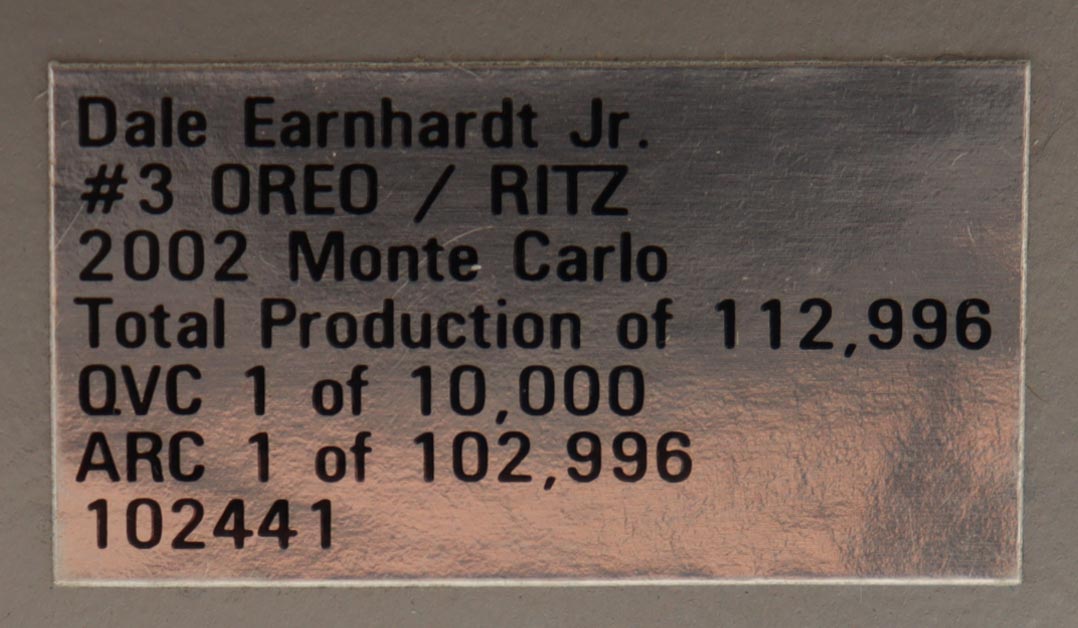 Dale Earnhardt Jr.
#3 OREO / RITZ
2002 Monte Carlo
Total Production of 112,996
QVC 1 of 10,000
ARC 1 of 102,996
102441